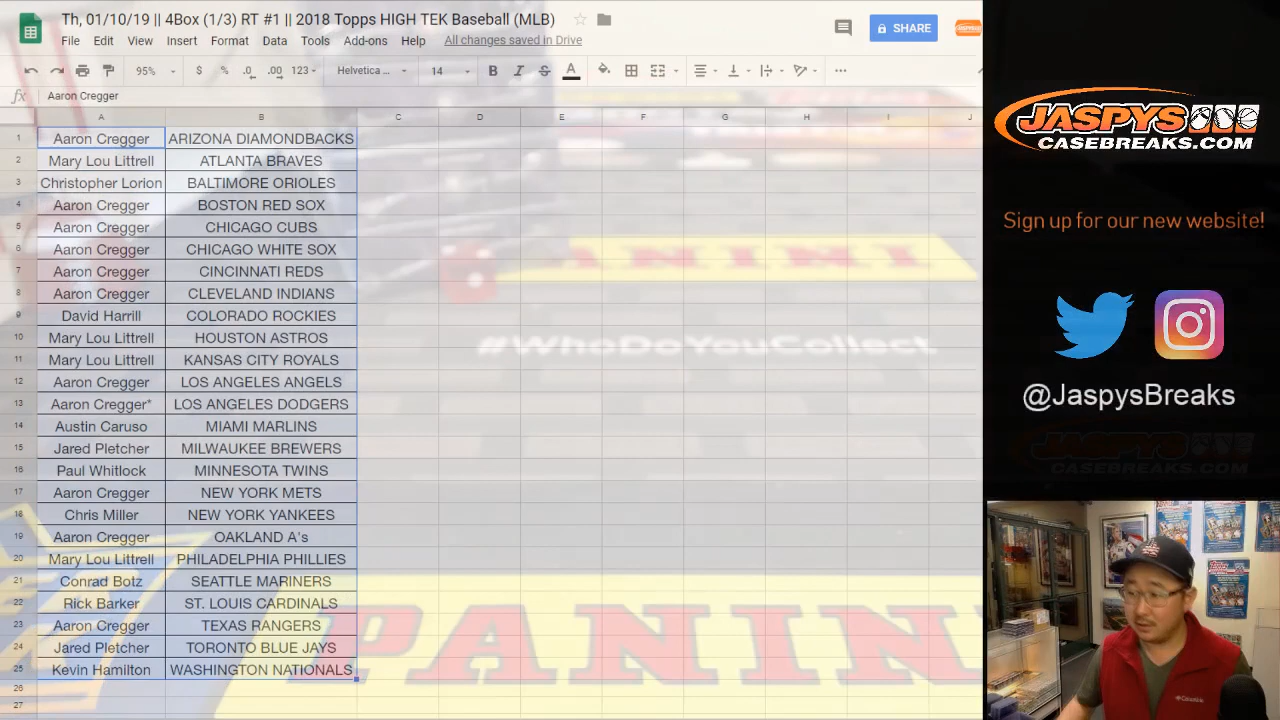 Th, 01/10/19 || 4Box (1/3) RT #1 || 2018 Topps HIGH TEK Baseball (MLB)
File Edit View Insert Format Data Tools Add-ons Help All changes saved in Drive
SHARE
95% $ % .0 .00 123 Helvetica ... 14 B I S A
fx Aaron Cregger
A B C D E F G H I J
1 Aaron Cregger ARIZONA DIAMONDBACKS
2 Mary Lou Littrell ATLANTA BRAVES
3 Christopher Lorion BALTIMORE ORIOLES
4 Aaron Cregger BOSTON RED SOX
5 Aaron Cregger CHICAGO CUBS
6 Aaron Cregger CHICAGO WHITE SOX
7 Aaron Cregger CINCINNATI REDS
8 Aaron Cregger CLEVELAND INDIANS
9 David Harrill COLORADO ROCKIES
10 Mary Lou Littrell HOUSTON ASTROS
11 Mary Lou Littrell KANSAS CITY ROYALS
12 Aaron Cregger LOS ANGELES ANGELS
13 Aaron Cregger* LOS ANGELES DODGERS
14 Austin Caruso MIAMI MARLINS
15 Jared Pletcher MILWAUKEE BREWERS
16 Paul Whitlock MINNESOTA TWINS
17 Aaron Cregger NEW YORK METS
18 Chris Miller NEW YORK YANKEES
19 Aaron Cregger OAKLAND A's
20 Mary Lou Littrell PHILADELPHIA PHILLIES
21 Conrad Botz SEATTLE MARINERS
22 Rick Barker ST. LOUIS CARDINALS
23 Aaron Cregger TEXAS RANGERS
24 Jared Pletcher TORONTO BLUE JAYS
25 Kevin Hamilton WASHINGTON NATIONALS
26
27
#WhoDoYouCollect
PANINI
JASPYS
CASEBREAKS.COM
Sign up for our new website!
@JaspysBreaks
JASPYS
CASEBREAKS.COM